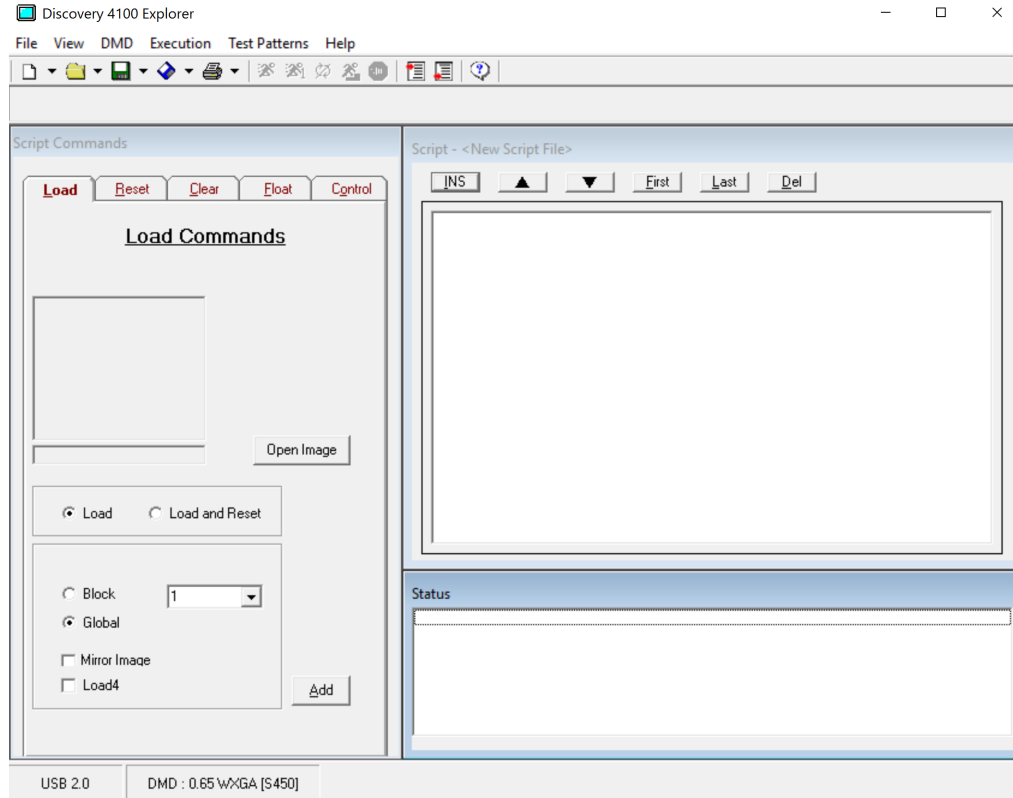 Discovery 4100 Explorer
File View DMD Execution Test Patterns Help
Script Commands
Load Reset Clear Float Control
Load Commands
Open Image
Load Load and Reset
Block 1
Global
Mirror Image
Load4
Add
Script - <New Script File>
INS First Last Del
Status
USB 2.0 DMD : 0.65 WXGA [S450]